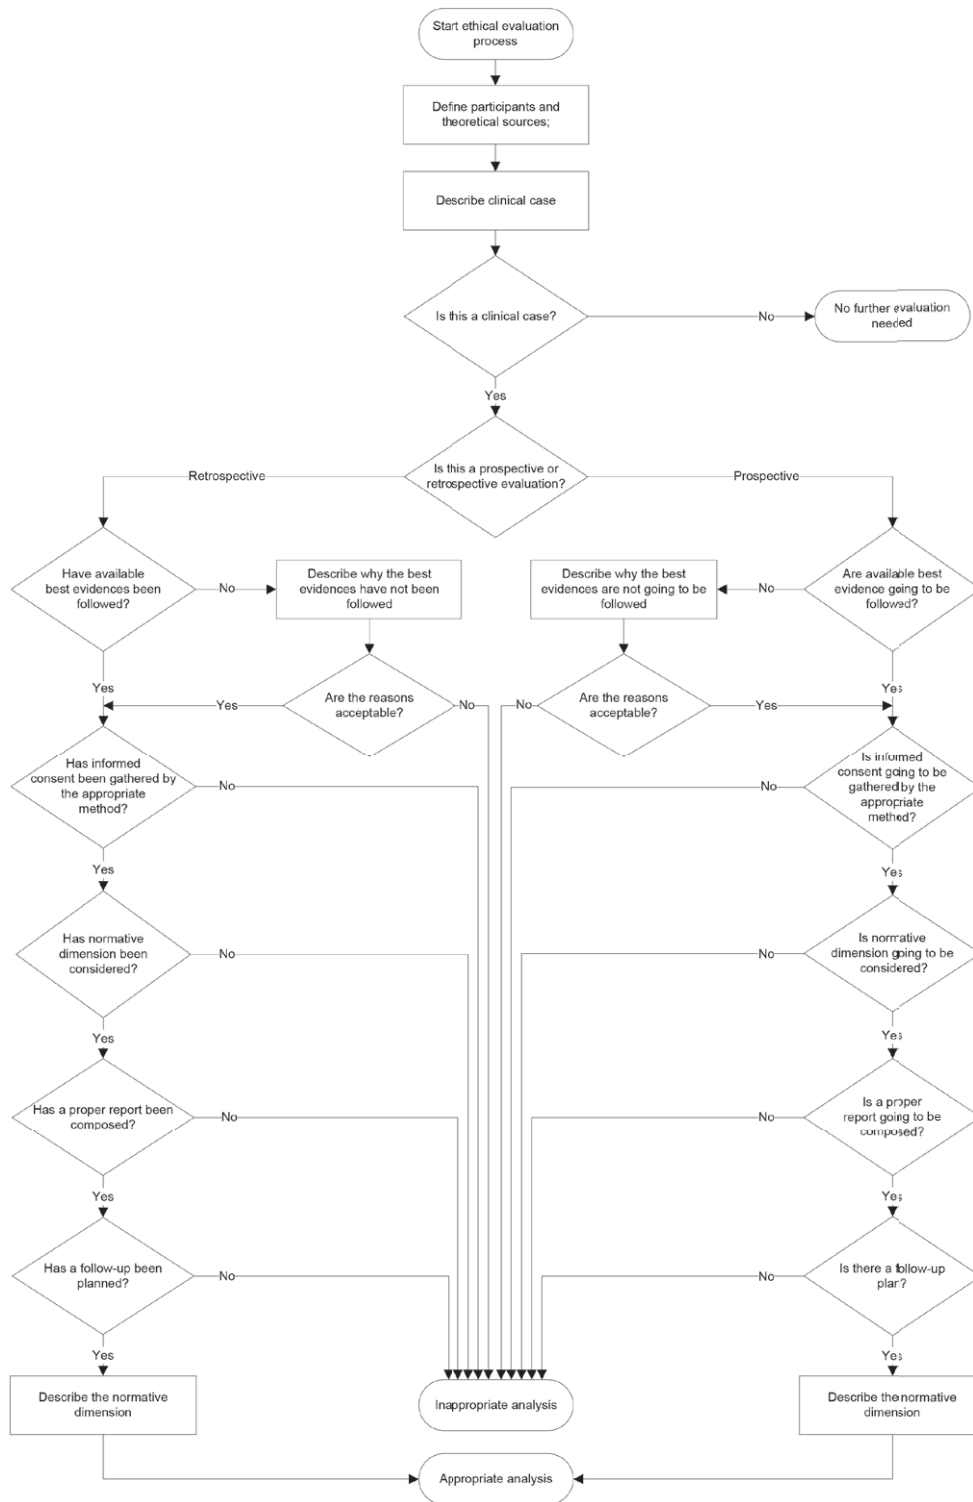 Start ethical evaluation
process
Define participants and
theoretical sources;
Describe clinical case
Is this a clinical case?
No
No further evaluation
needed
Yes
Is this a prospective or
retrospective evaluation?
Retrospective
Prospective
Have available
best evidences been
followed?
No
Describe why the best
evidences have not been
followed
Describe why the best
evidences are not going to be
followed
No
Are available best
evidence going to be
followed?
Yes
Yes
Are the reasons
acceptable?
No
No
Are the reasons
acceptable?
Yes
Yes
Has informed
consent been gathered by
the appropriate
method?
No
No
Is informed
consent going to be
gathered by the
appropriate
method?
Yes
Yes
Has normative
dimension been
considered?
No
No
Is normative
dimension going to be
considered?
Yes
Yes
Has a proper report been
composed?
No
No
Is a proper
report going to be
composed?
Yes
Yes
Has a follow-up been
planned?
No
No
Is there a follow-up
plan?
Yes
Yes
Describe the normative
dimension
Inappropriate analysis
Describe the normative
dimension
Appropriate analysis